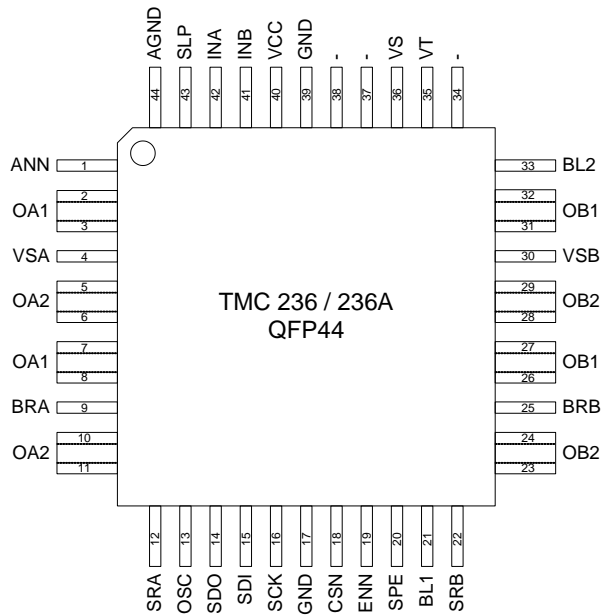 AGND SLP INA INB VCC GND - - VS VT -
44 43 42 41 40 39 38 37 36 35 34
ANN 1
OA1 2
3
VSA 4
OA2 5
6
OA1 7
8
BRA 9
OA2 10
11
TMC 236 / 236A
QFP44
33 BL2
32 OB1
31
30 VSB
29 OB2
28
27 OB1
26
25 BRB
24 OB2
23
12 13 14 15 16 17 18 19 20 21 22
SRA OSC SDO SDI SCK GND CSN ENN SPE BL1 SRB